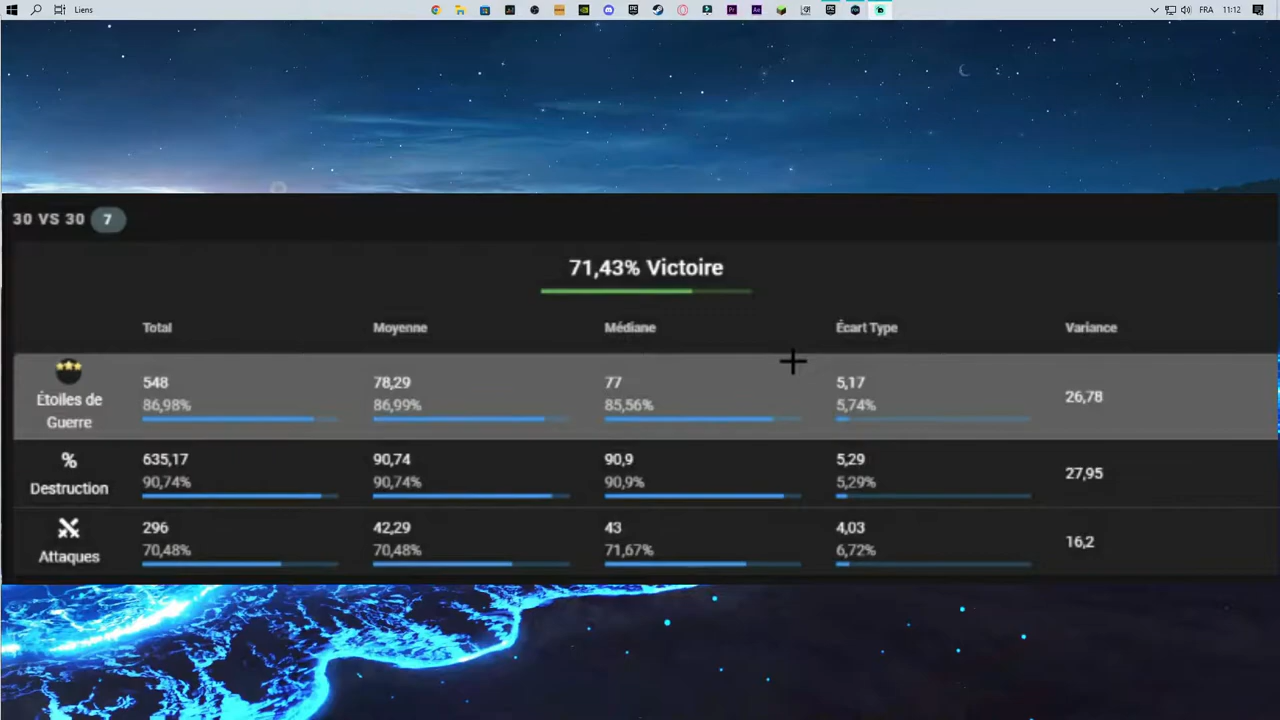 Liens FRA 11:12
30 VS 30 7
71,43% Victoire
Total Moyenne Médiane Écart Type Variance
Étoiles de Guerre
548 78,29 77 5,17 26,78
86,98% 86,99% 85,56% 5,74%
% Destruction
635,17 90,74 90,9 5,29 27,95
90,74% 90,74% 90,9% 5,29%
Attaques
296 42,29 43 4,03 16,2
70,48% 70,48% 71,67% 6,72%